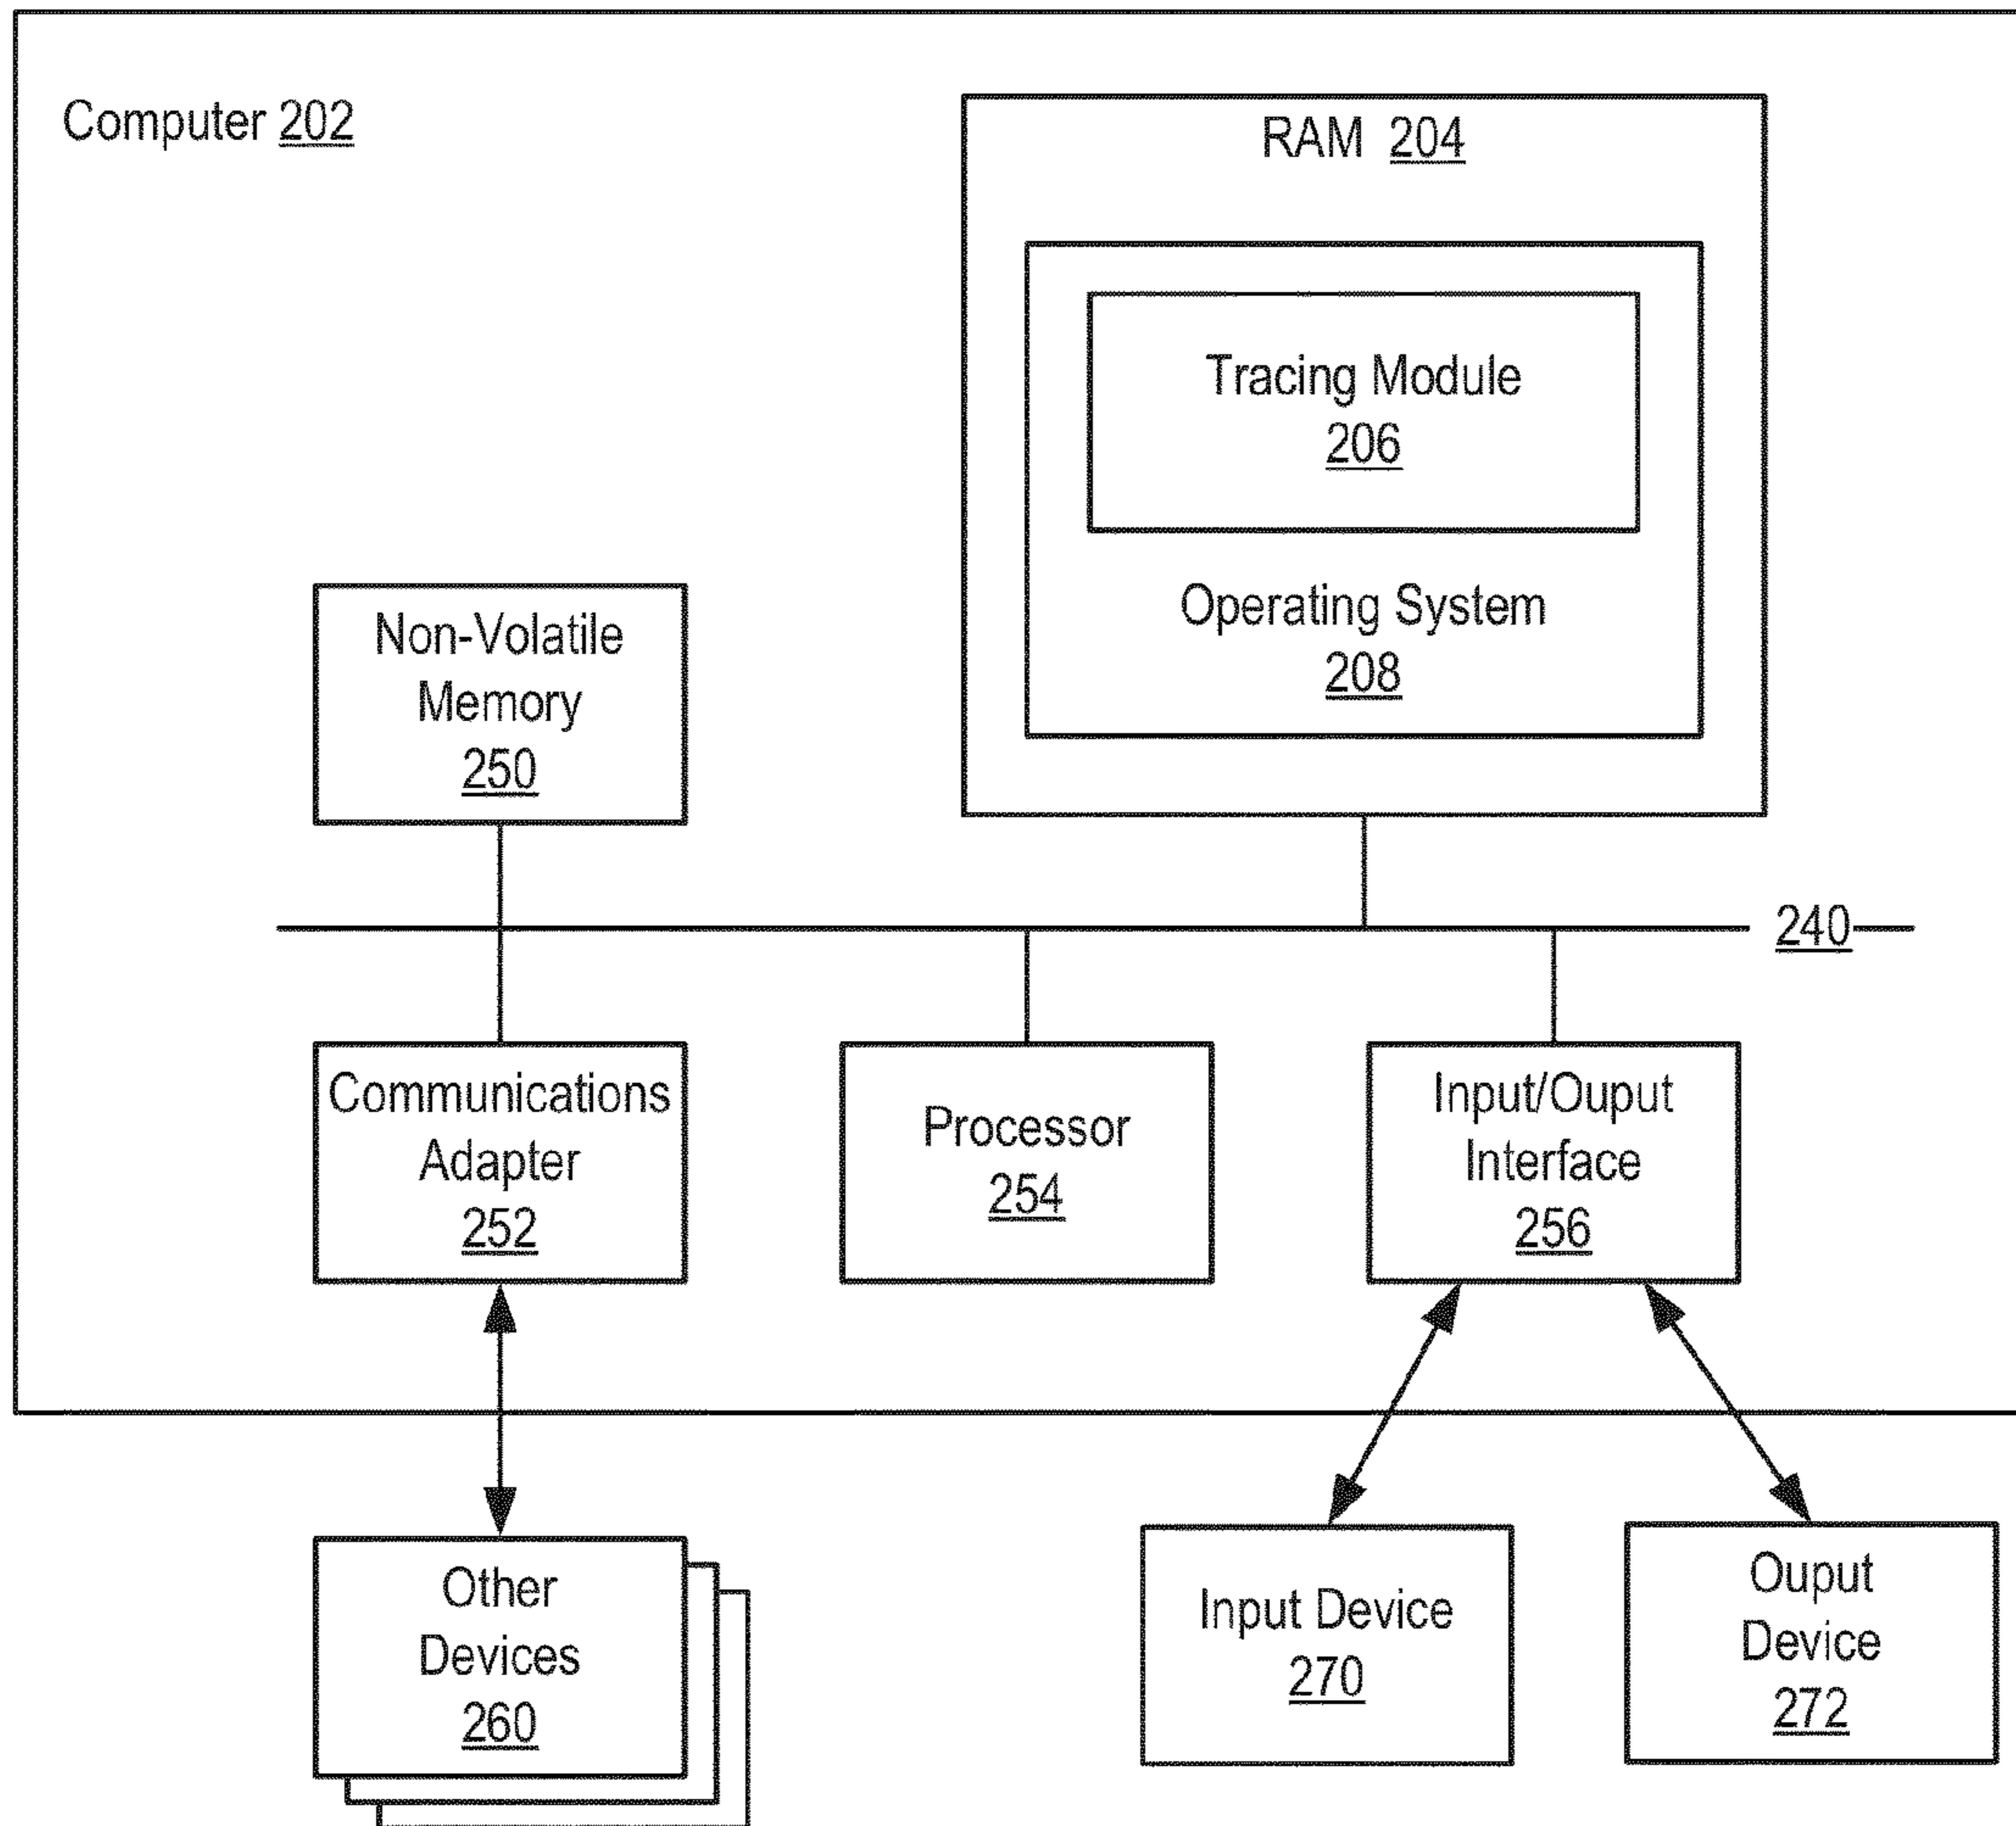 Computer 202
RAM 204
Tracing Module
206
Operating System
208
Non-Volatile
Memory
250
240
Communications
Adapter
252
Processor
254
Input/Ouput
Interface
256
Other
Devices
260
Input Device
270
Ouput
Device
272